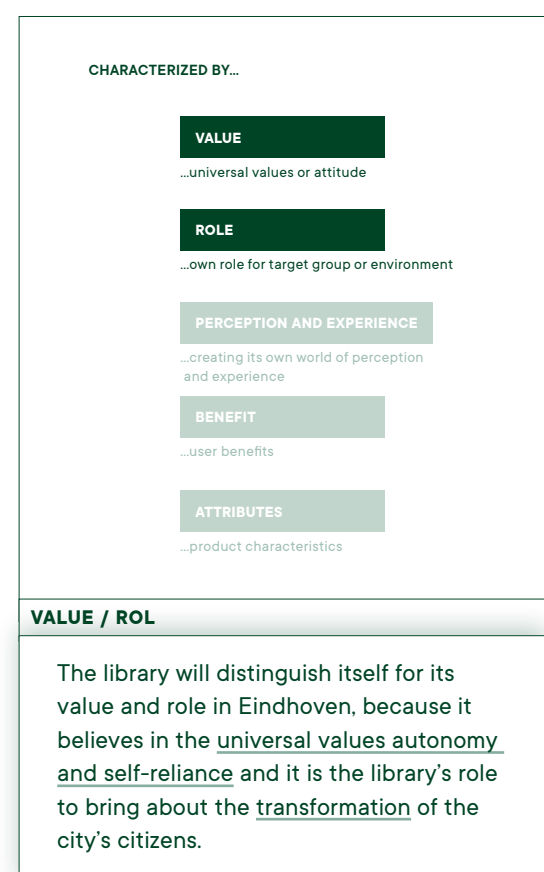 CHARACTERIZED BY...
VALUE
...universal values or attitude
ROLE
...own role for target group or environment
PERCEPTION AND EXPERIENCE
...creating its own world of perception
and experience
BENEFIT
...user benefits
ATTRIBUTES
...product characteristics
VALUE / ROL
The library will distinguish itself for its
value and role in Eindhoven, because it
believes in the universal values autonomy
and self-reliance and it is the library's role
to bring about the transformation of the
city's citizens.